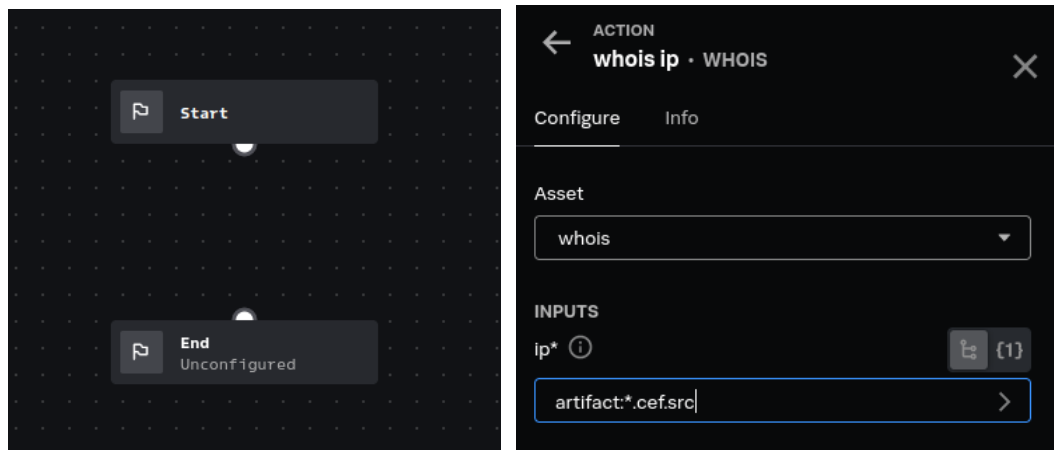 Start
End
Unconfigured
ACTION
whois ip · WHOIS
Configure Info
Asset
whois
INPUTS
ip* {1}
artifact:*.cef.src